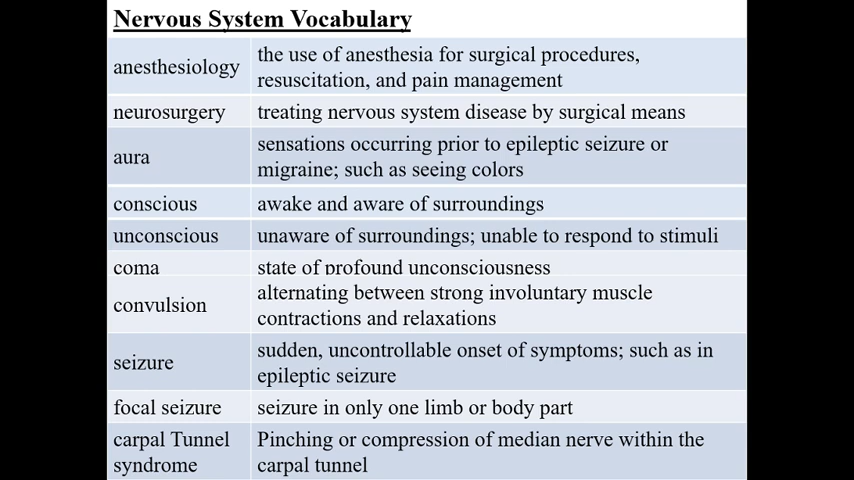 Nervous System Vocabulary
anesthesiology
the use of anesthesia for surgical procedures,
resuscitation, and pain management
neurosurgery
treating nervous system disease by surgical means
aura
sensations occurring prior to epileptic seizure or
migraine; such as seeing colors
conscious
awake and aware of surroundings
unconscious
unaware of surroundings; unable to respond to stimuli
coma
state of profound unconsciousness
convulsion
alternating between strong involuntary muscle
contractions and relaxations
seizure
sudden, uncontrollable onset of symptoms; such as in
epileptic seizure
focal seizure
seizure in only one limb or body part
carpal Tunnel
syndrome
Pinching or compression of median nerve within the
carpal tunnel